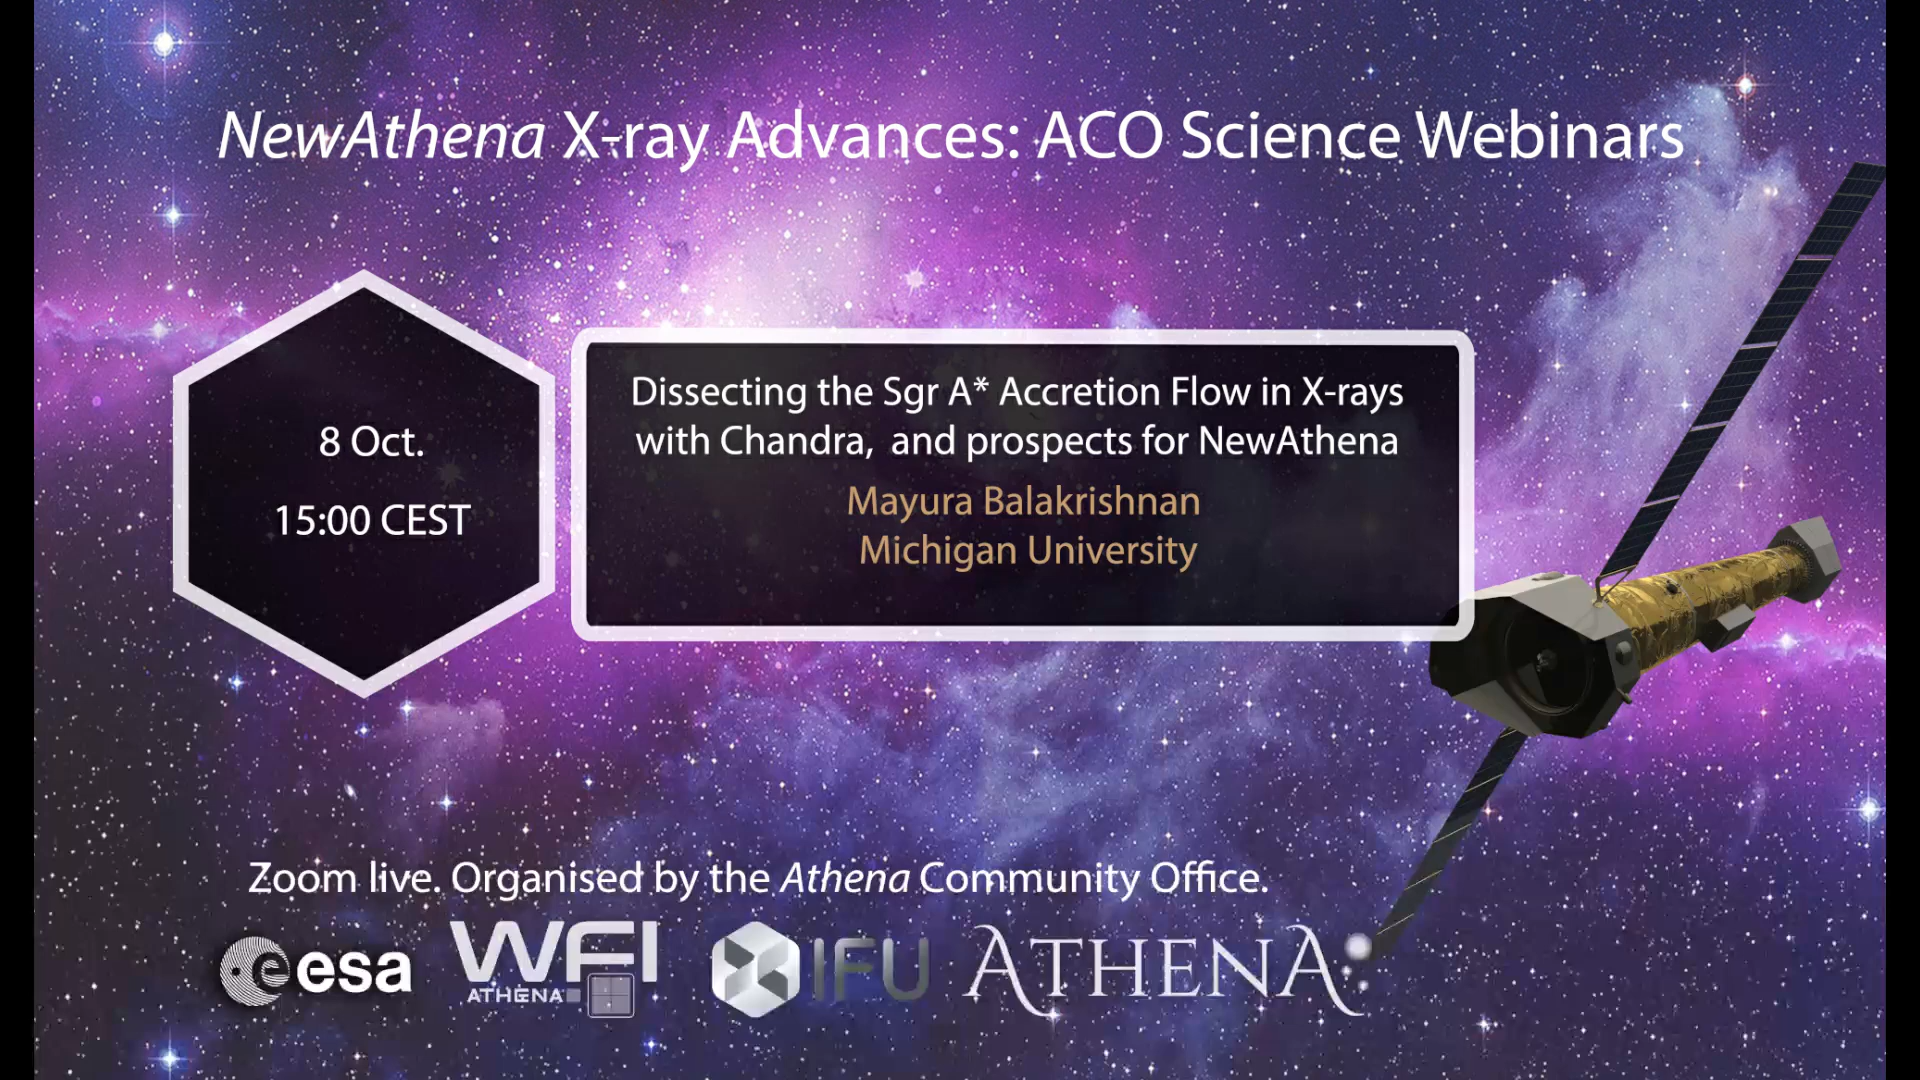 NewAthena X-ray Advances: ACO Science Webinars
8 Oct.
15:00 CEST
Dissecting the Sgr A* Accretion Flow in X-rays
with Chandra, and prospects for NewAthena
Mayura Balakrishnan
Michigan University
Zoom live. Organised by the Athena Community Office.
esa
WFI
ATHENA
X IFU
ATHENA